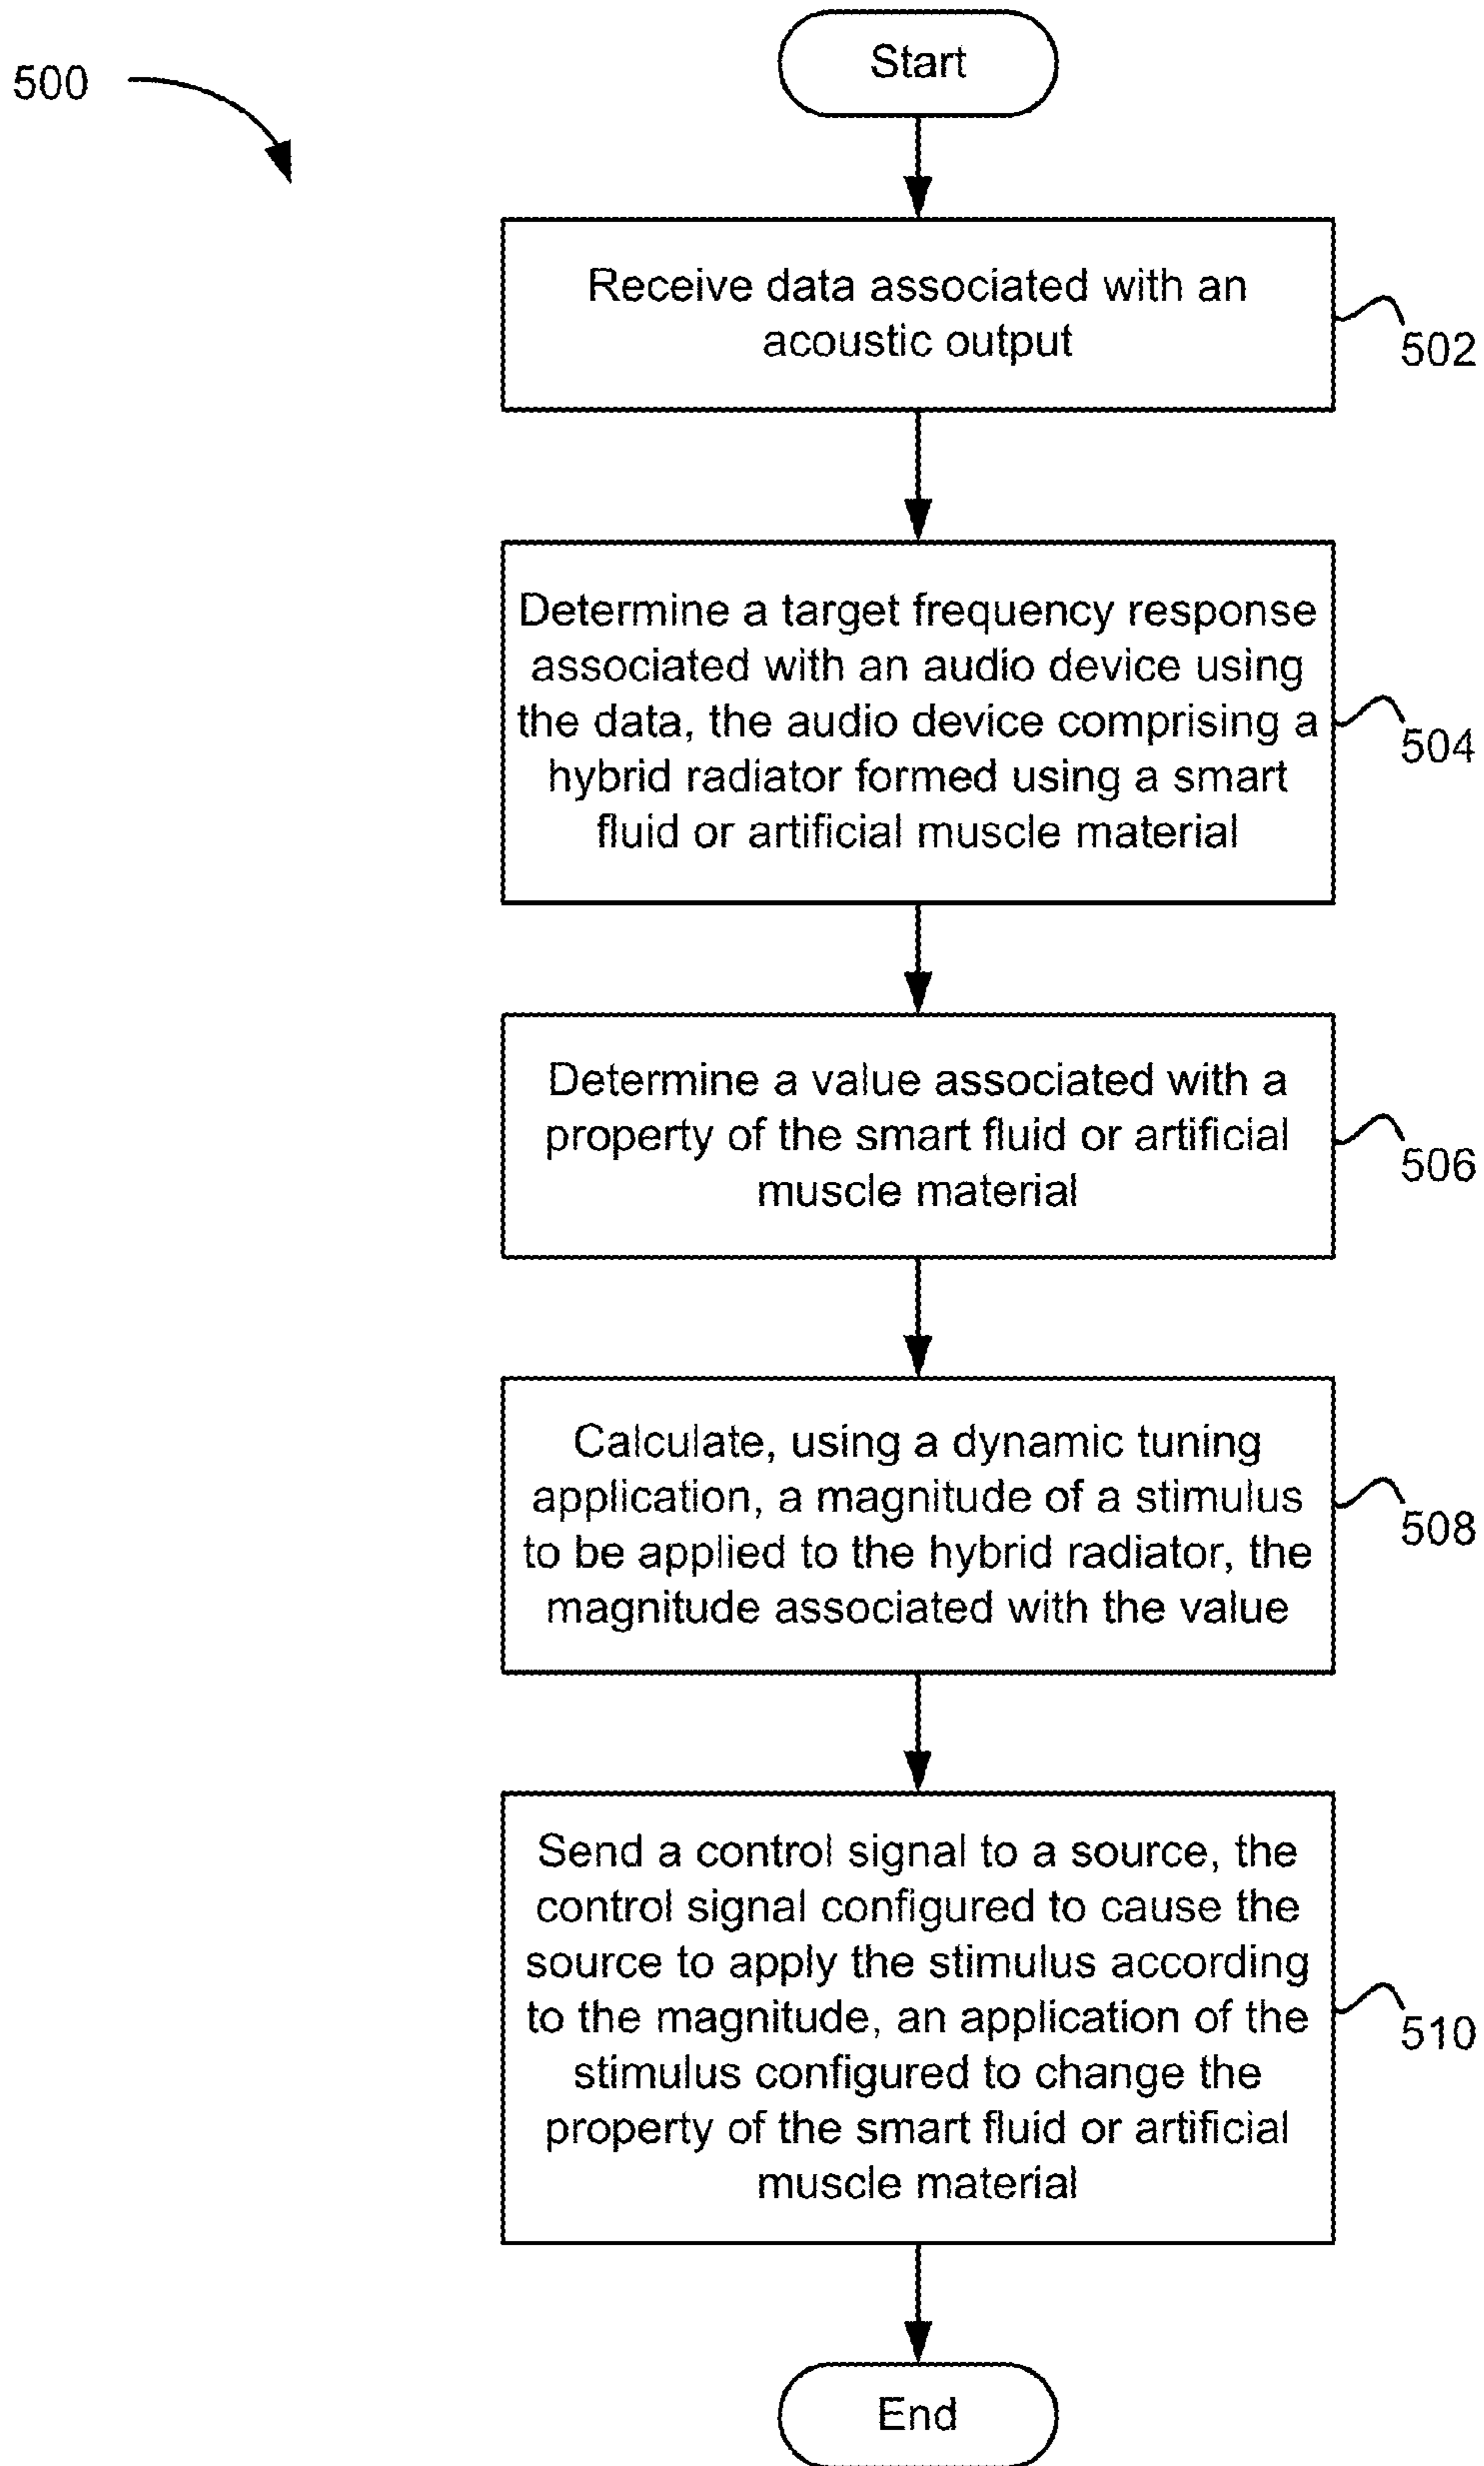 500
Start
Receive data associated with an
acoustic output
502
Determine a target frequency response
associated with an audio device using
the data, the audio device comprising a
hybrid radiator formed using a smart
fluid or artificial muscle material
504
Determine a value associated with a
property of the smart fluid or artificial
muscle material
506
Calculate, using a dynamic tuning
application, a magnitude of a stimulus
to be applied to the hybrid radiator, the
magnitude associated with the value
508
Send a control signal to a source, the
control signal configured to cause the
source to apply the stimulus according
to the magnitude, an application of the
stimulus configured to change the
property of the smart fluid or artificial
muscle material
510
End